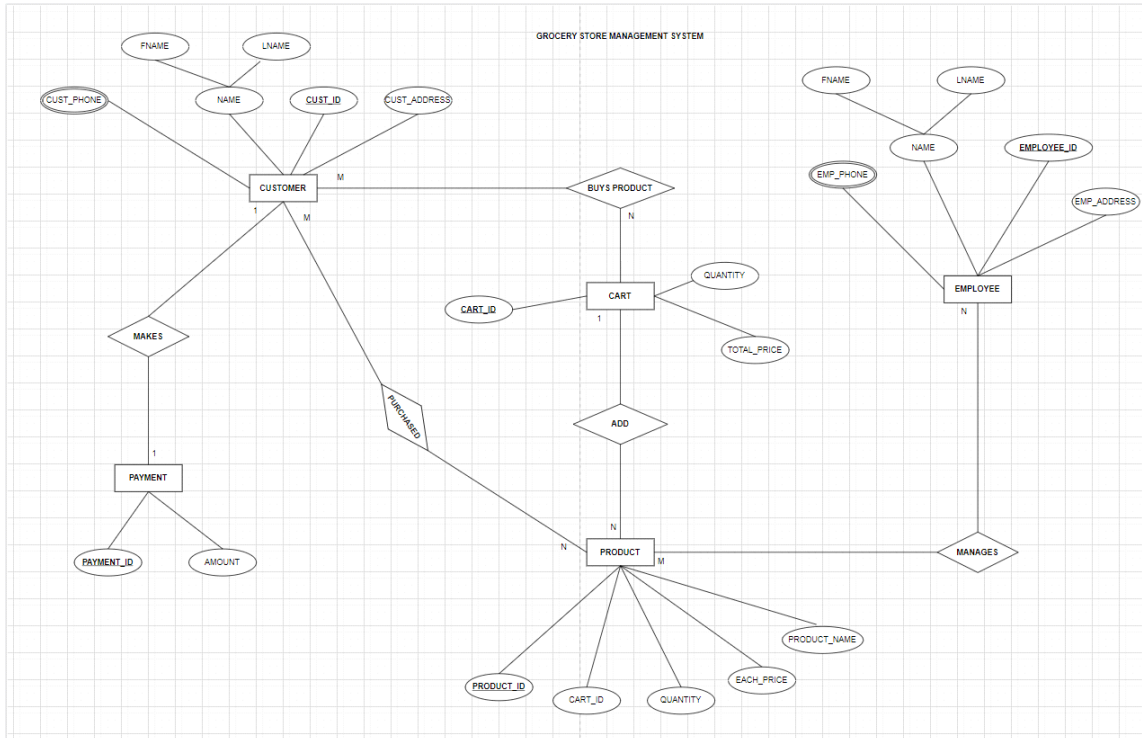 GROCERY STORE MANAGEMENT SYSTEM
FNAME
LNAME
CUST_PHONE
NAME
CUST_ID
CUST_ADDRESS
CUSTOMER
M
BUYS PRODUCT
1
M
N
FNAME
LNAME
NAME
EMPLOYEE_ID
EMP_PHONE
EMP_ADDRESS
EMPLOYEE
N
QUANTITY
CART_ID
CART
1
TOTAL_PRICE
MAKES
PURCHASED
ADD
1
PAYMENT
PAYMENT_ID
AMOUNT
N
N
PRODUCT
M
MANAGES
PRODUCT_NAME
PRODUCT_ID
CART_ID
QUANTITY
EACH_PRICE